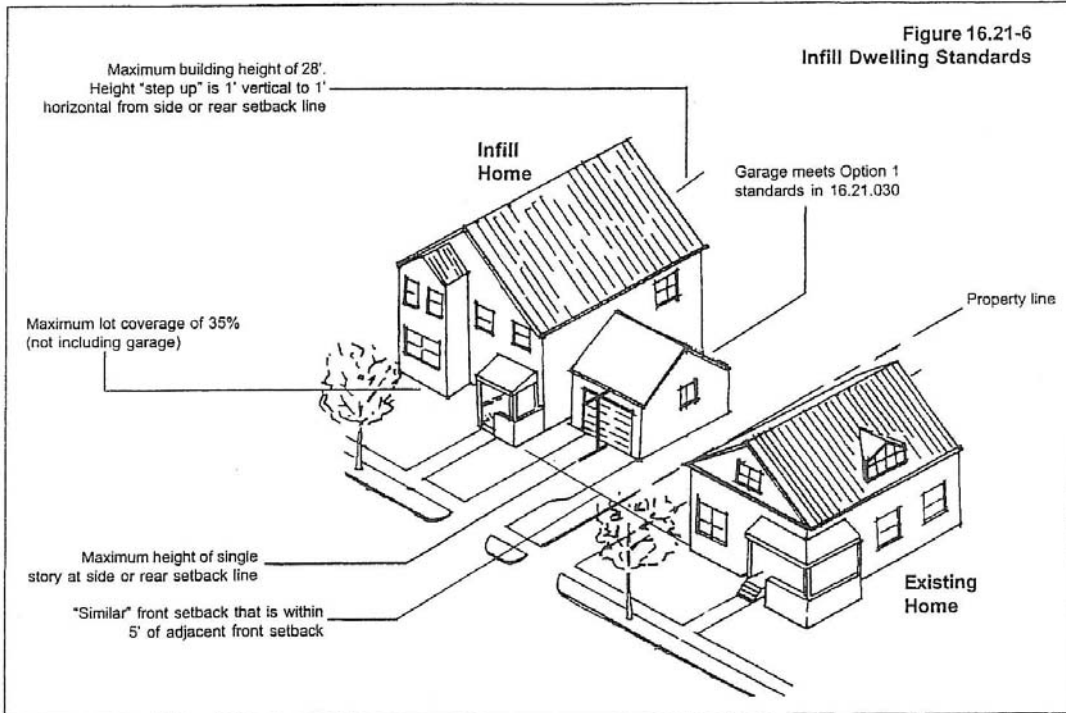 Figure 16.21-6
Infill Dwelling Standards
Maximum building height of 28'.
Height "step up" is 1' vertical to 1'
horizontal from side or rear setback line
Infill
Home
Garage meets Option 1
standards in 16.21.030
Property line
Maximum lot coverage of 35%
(not including garage)
Maximum height of single
story at side or rear setback line
"Similar" front setback that is within
5' of adjacent front setback
Existing
Home